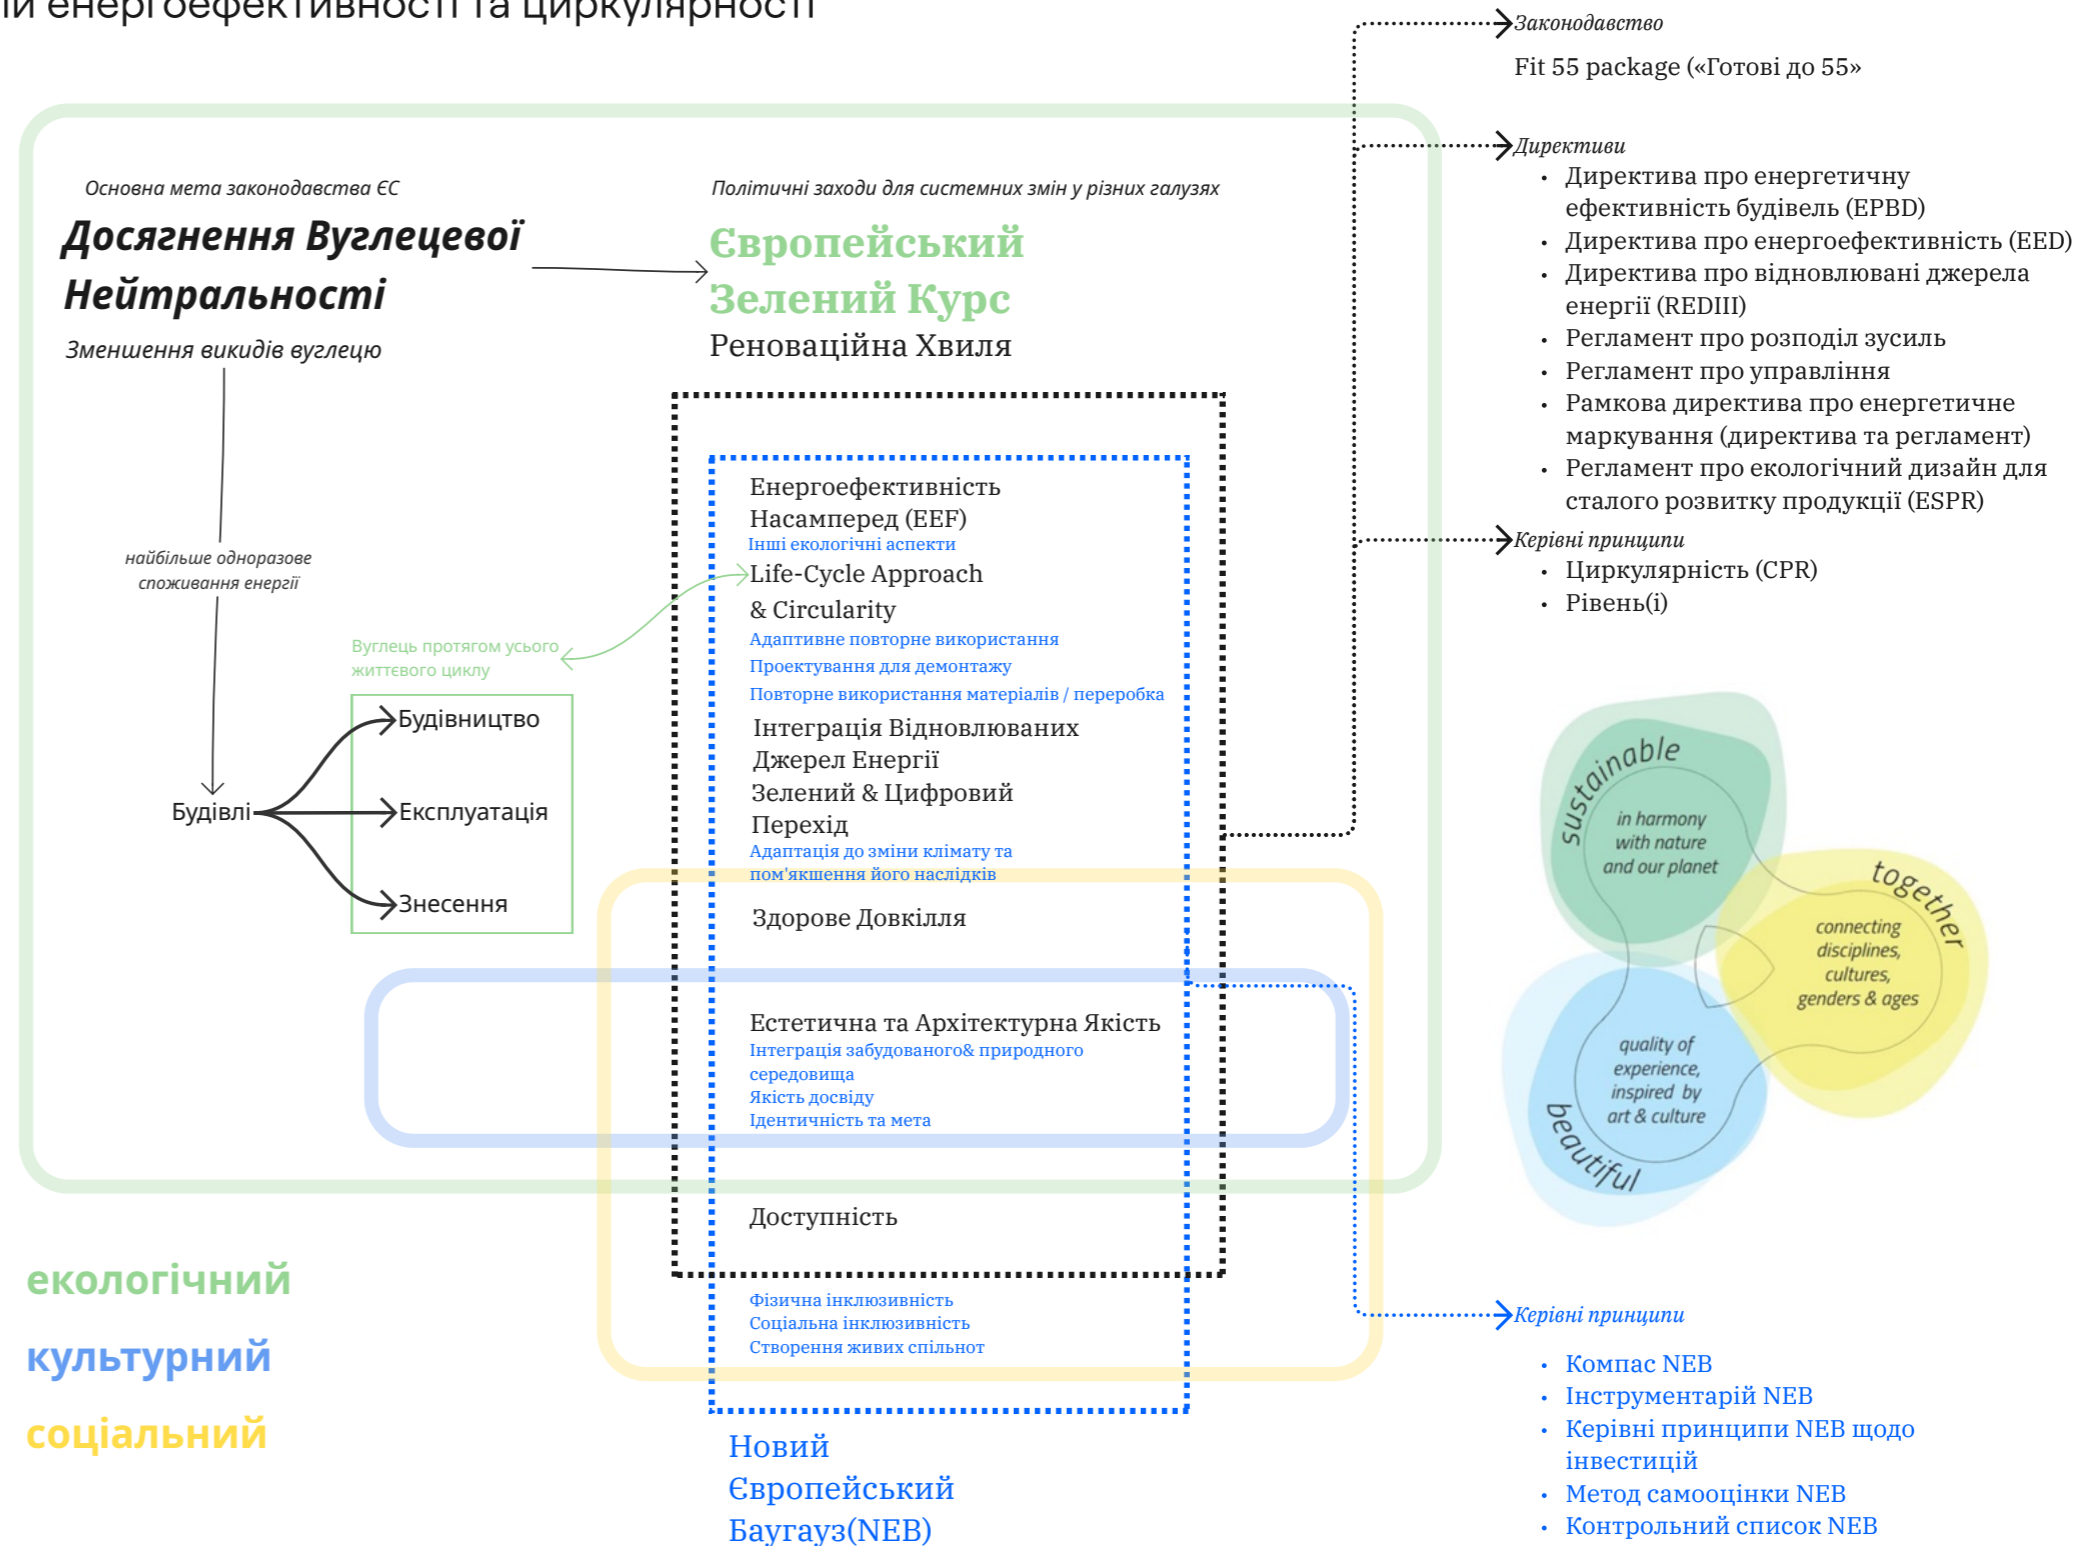 ій енергоефективності та циркулярності
Основна мета законодавства ЄС
Досягнення Вуглецевої
Нейтральності
Зменшення викидів вуглецю
найбільше одноразове
споживання енергії
Вуглець протягом усього
життєвого циклу
Будівлі
Будівництво
Експлуатація
Знесення
Політичні заходи для системних змін у різних галузях
Європейський
Зелений Курс
Реноваційна Хвиля
Енергоефективність
Насамперед (EEF)
Інші екологічні аспекти
Life-Cycle Approach
& Circularity
Адаптивне повторне використання
Проектування для демонтажу
Повторне використання матеріалів / переробка
Інтеграція Відновлюваних
Джерел Енергії
Зелений & Цифровий
Перехід
Адаптація до зміни клімату та
пом'якшення його наслідків
Здорове Довкілля
Естетична та Архітектурна Якість
Інтеграція забудованого& природного
середовища
Якість досвіду
Ідентичність та мета
Доступність
Фізична інклюзивність
Соціальна інклюзивність
Створення живих спільнот
Новий
Європейський
Баугауз(NEB)
екологічний
культурний
соціальний
Законодавство
Fit 55 package («Готові до 55»
Директиви
• Директива про енергетичну
ефективність будівель (EPBD)
• Директива про енергоефективність (EED)
• Директива про відновлювані джерела
енергії (REDIII)
• Регламент про розподіл зусиль
• Регламент про управління
• Рамкова директива про енергетичне
маркування (директива та регламент)
• Регламент про екологічний дизайн для
сталого розвитку продукції (ESPR)
Керівні принципи
• Циркулярність (CPR)
• Рівень(і)
sustainable
in harmony
with nature
and our planet
together
connecting
disciplines,
cultures,
genders & ages
quality of
experience,
inspired by
art & culture
beautiful
Керівні принципи
• Компас NEB
• Інструментарій NEB
• Керівні принципи NEB щодо
інвестицій
• Метод самооцінки NEB
• Контрольний список NEB